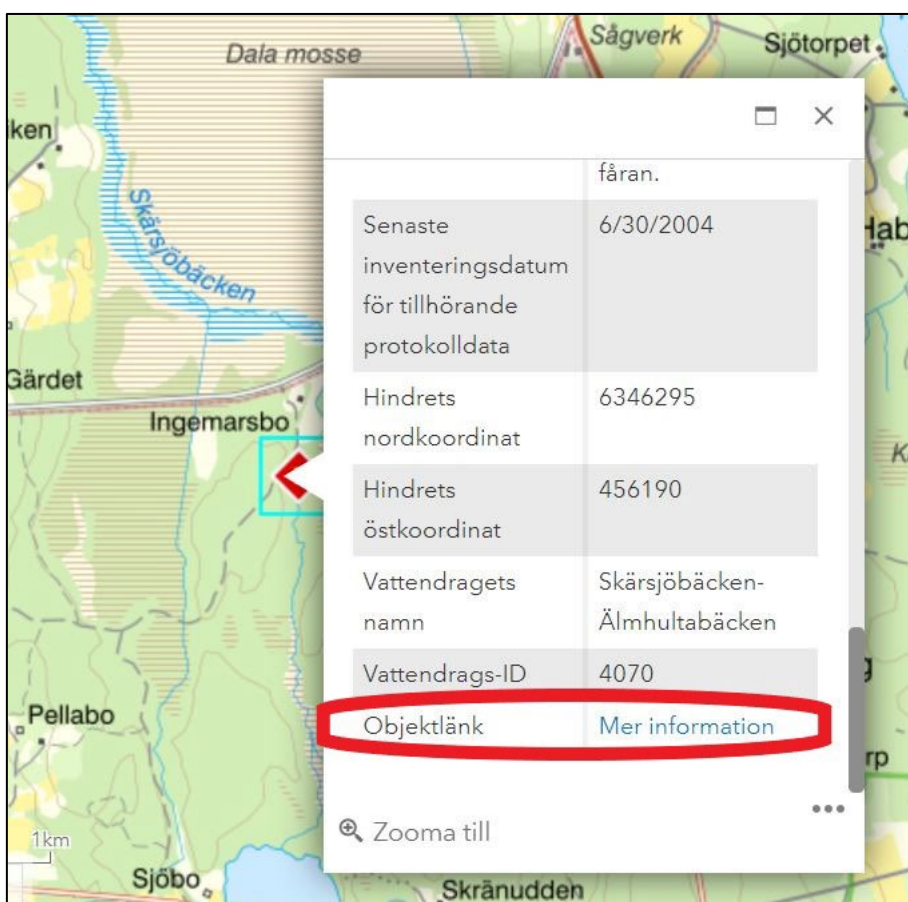 Dala mosse
Sågverk
Sjötorpet
iken
Skärsjöbäcken
Hab
Gärdet
Ingemarsbo
K
Pellabo
rp
1km
Sjöbo
Skränudden
fåran.
Senaste 6/30/2004
inventeringsdatum
för tillhörande
protokolldata
Hindrets 6346295
nordkoordinat
Hindrets 456190
östkoordinat
Vattendragets Skärsjöbäcken-
namn Älmhultabäcken
Vattendrags-ID 4070
Objektlänk Mer information
Zooma till